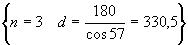 {n = 3 d = 180/cos 57 = 330,5}